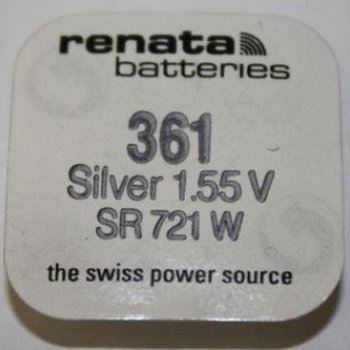 renata
batteries
361
Silver 1.55 V
SR 721 W
the swiss power source